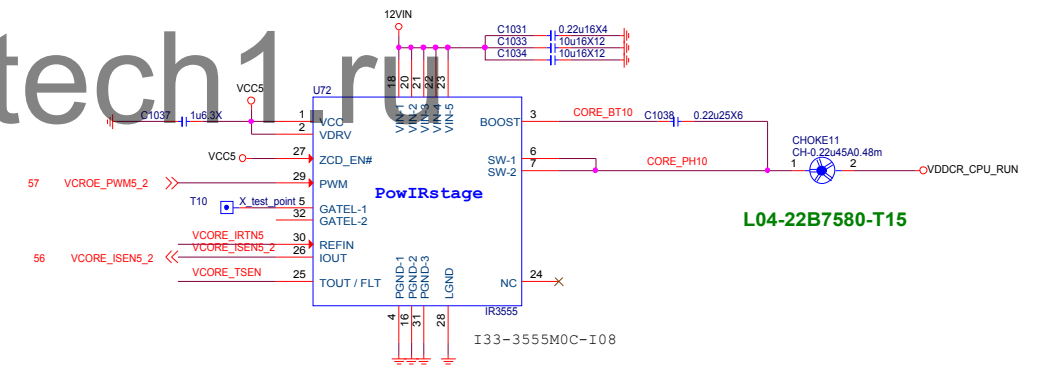 12VIN
C1031 0.22u16X4
C1033 10u16X12
C1034 10u16X12
tech1.ru
18 20 21 22 23
U72
VCC5
C1037 1u6.3X
1 VCC
2 VDRV
VIN-1 VIN-2 VIN-3 VIN-4 VIN-5
BOOST 3 CORE_BT10 C1038 0.22u25X6
VCC5 27 ZCD_EN#
SW-1 6
SW-2 7 CORE_PH10
CHOKE11
CH-0.22u45A0.48m
1 2 VDDCR_CPU_RUN
57 VCROE_PWM5_2 29 PWM
PowIRstage
T10 X_test_point 5 GATEL-1
32 GATEL-2
L04-22B7580-T15
VCORE_IRTN5 30 REFIN
VCORE_ISEN5_2 26 IOUT
56 VCORE_ISEN5_2
VCORE_TSEN 25 TOUT / FLT
PGND-1 PGND-2 PGND-3 LGND
NC 24
4 16 31 28
IR3555
I33-3555M0C-I08